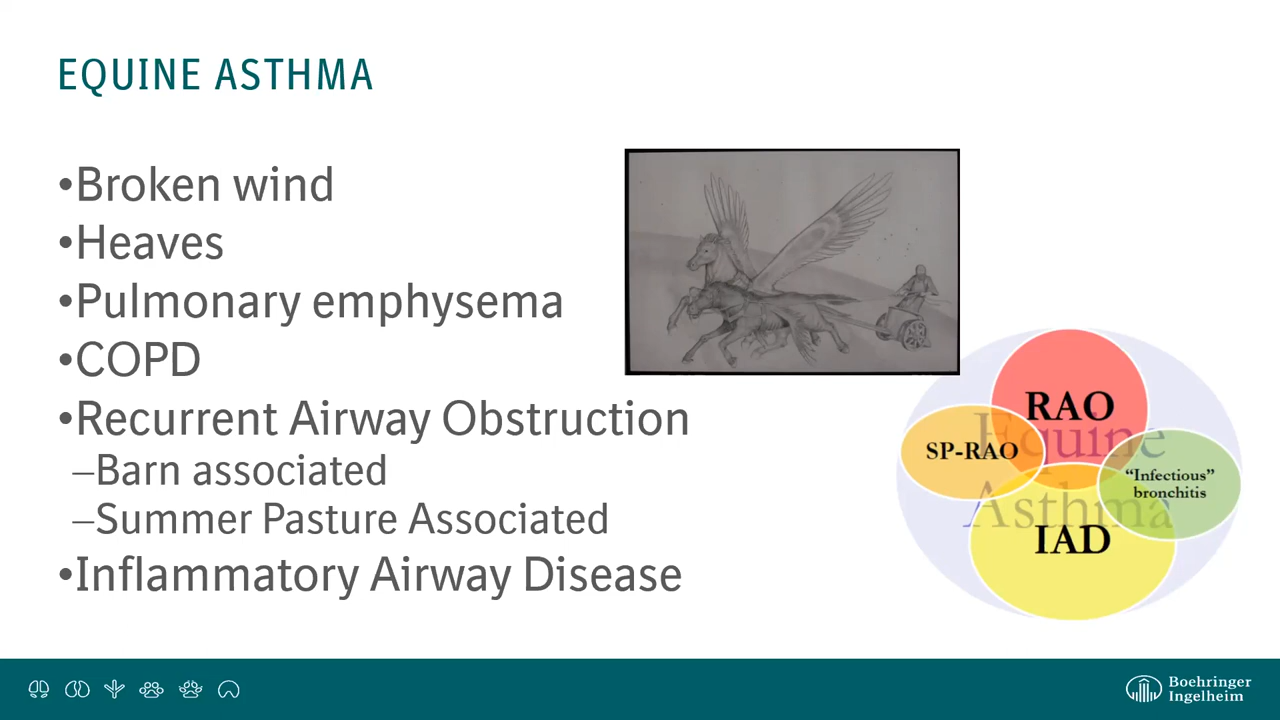 EQUINE ASTHMA
•Broken wind
•Heaves
•Pulmonary emphysema
•COPD
•Recurrent Airway Obstruction
–Barn associated
–Summer Pasture Associated
•Inflammatory Airway Disease
RAO
SP-RAO
Equine
Asthma
“Infectious”
bronchitis
IAD
Boehringer
Ingelheim